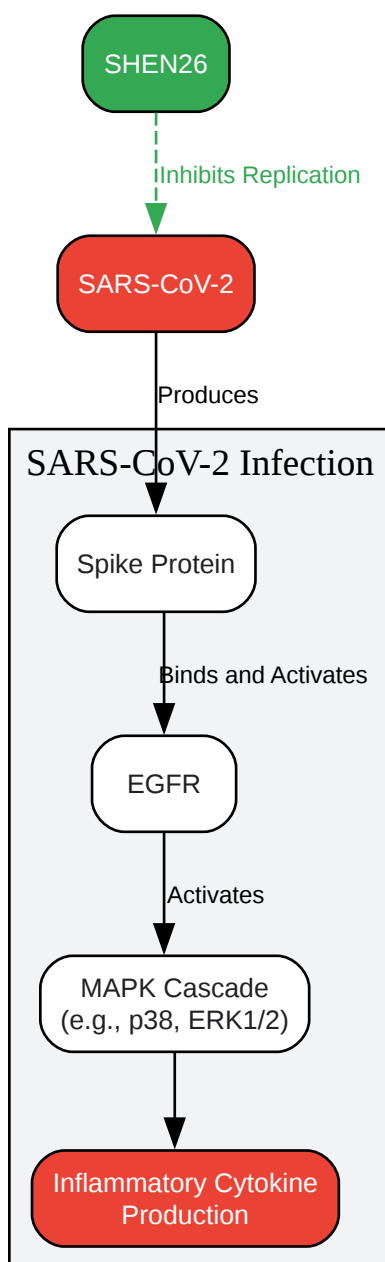 SHEN26
Inhibits Replication
SARS-CoV-2
Produces
SARS-CoV-2 Infection
Spike Protein
Binds and Activates
EGFR
Activates
MAPK Cascade
(e.g., p38, ERK1/2)
Inflammatory Cytokine
Production